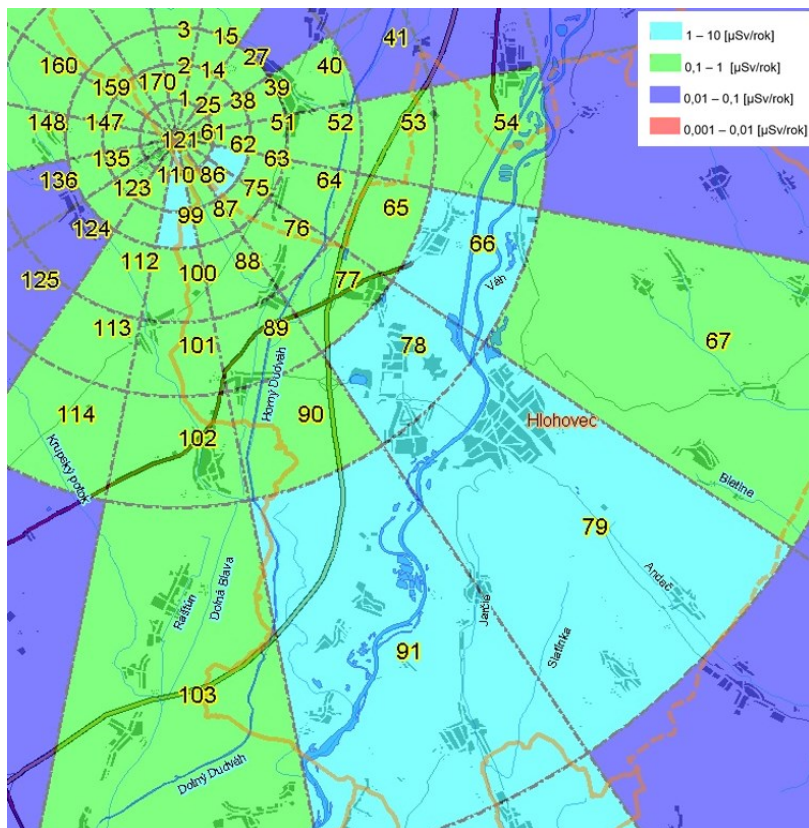 3 15
41
1 – 10 [µSv/rok]
0,1 – 1 [µSv/rok]
0,01 – 0,1 [µSv/rok]
0,001 – 0,01 [µSv/rok]
160 2 14 27 40
159 170 39
1 25 38
148 147 121 61 51 52 53 54
62
135 63
136 123 110 86 75 64
99 87 65
124 76 66
112 100 88
125 77
Váh
113 101 89 78 67
Horný Dudváh
114 90
Hlohovec
102
Krupský potok
Bletine
79
Andač
Dolná Blava
Raštún
Jarčie
Slatinka
91
103
Dolný Dudváh